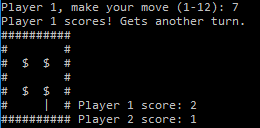 Player 1, make your move (1-12): 7
Player 1 scores! Gets another turn.
##########
#        #
#  $  $  #
#        #
#  $  $  #
#     |  # Player 1 score: 2
########## Player 2 score: 1